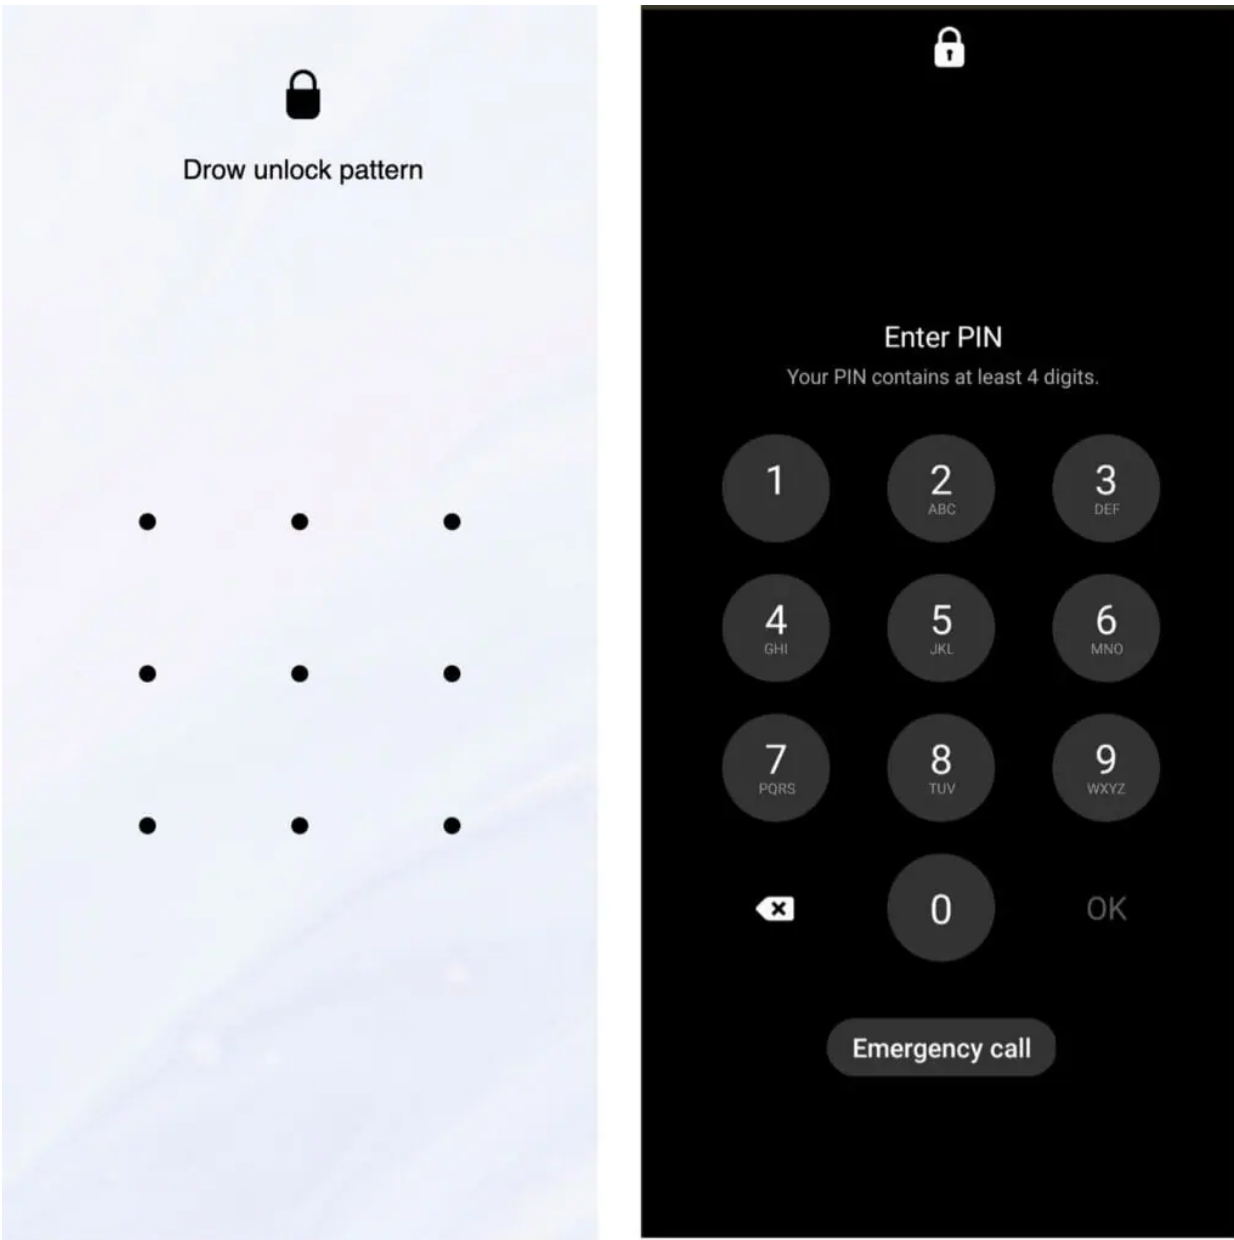 Drow unlock pattern
Enter PIN
Your PIN contains at least 4 digits.
1 2 3
ABC DEF
4 5 6
GHI JKL MNO
7 8 9
PQRS TUV WXYZ
0 OK
Emergency call